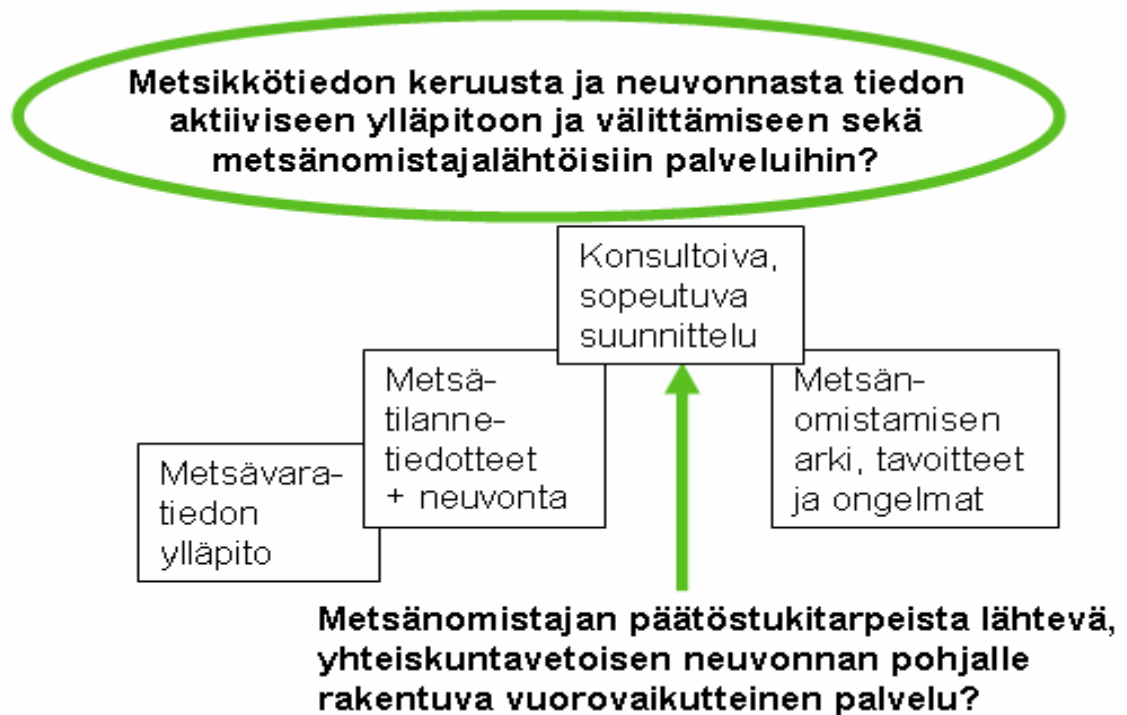 Metsikkötiedon keruusta ja neuvonnasta tiedon
aktiiviseen ylläpitoon ja välittämiseen sekä
metsänomistajalähtöisiin palveluihin?
Konsultoiva,
sopeutuva
suunnittelu
Metsä-
tilanne-
tiedotteet
+ neuvonta
Metsän-
omistamisen
arki, tavoitteet
ja ongelmat
Metsävara-
tiedon
ylläpito
Metsänomistajan päätöstukitarpeista lähtevä,
yhteiskuntavetoisen neuvonnan pohjalle
rakentuva vuorovaikutteinen palvelu?